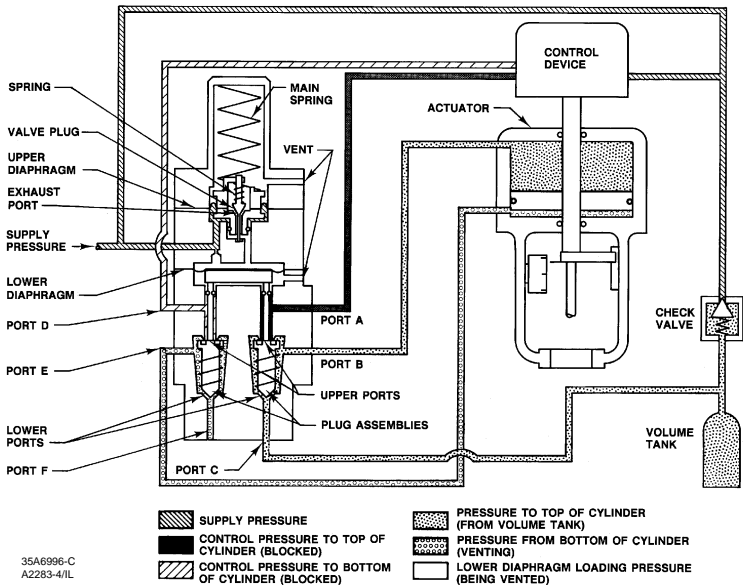 CONTROL
DEVICE
SPRING
MAIN
SPRING
ACTUATOR
VALVE PLUG
UPPER
DIAPHRAGM
VENT
EXHAUST
PORT
SUPPLY
PRESSURE
LOWER
DIAPHRAGM
PORT D
PORT A
CHECK
VALVE
PORT E
PORT B
UPPER PORTS
LOWER
PORTS
PLUG ASSEMBLIES
PORT F
PORT C
VOLUME
TANK
SUPPLY PRESSURE
CONTROL PRESSURE TO TOP OF
CYLINDER (BLOCKED)
CONTROL PRESSURE TO BOTTOM
OF CYLINDER (BLOCKED)
PRESSURE TO TOP OF CYLINDER
(FROM VOLUME TANK)
PRESSURE FROM BOTTOM OF CYLINDER
(VENTING)
LOWER DIAPHRAGM LOADING PRESSURE
(BEING VENTED)
35A6996-C
A2283-4/IL